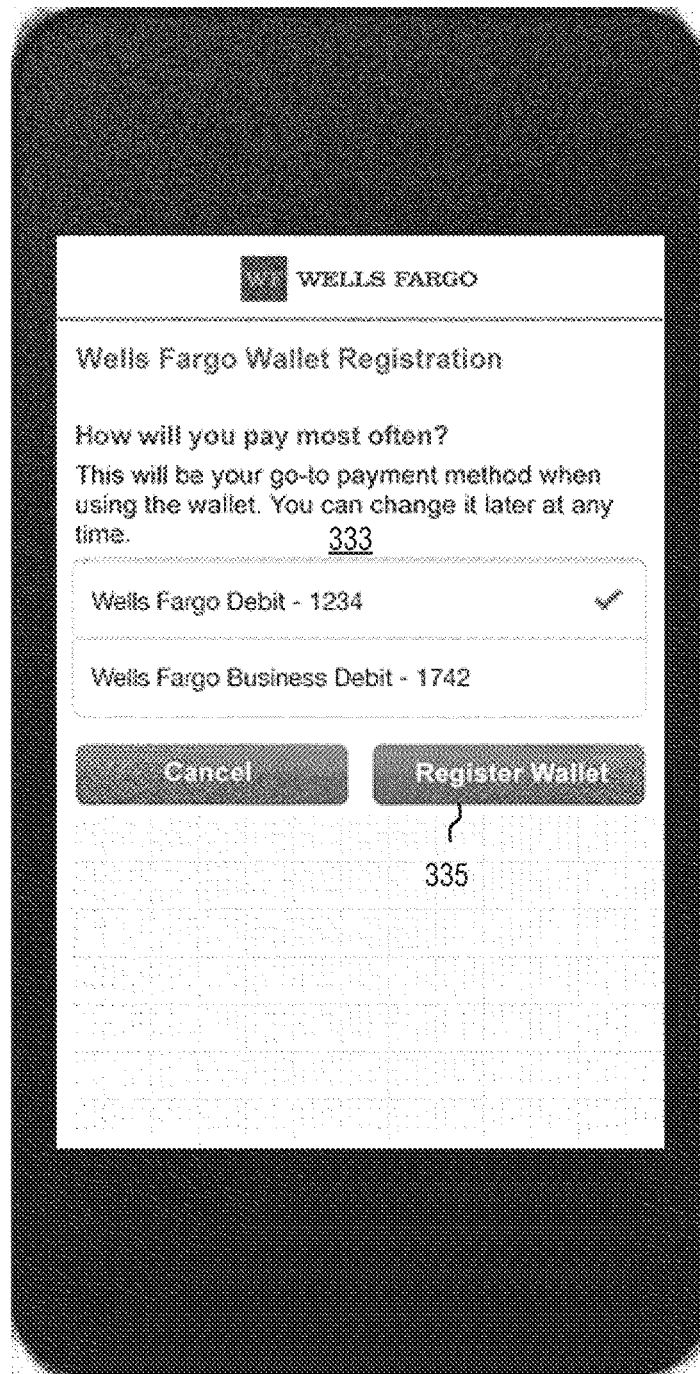 WF WELLS FARGO
Wells Fargo Wallet Registration
How will you pay most often?
This will be your go-to payment method when
using the wallet. You can change it later at any
time.
333
Wells Fargo Debit - 1234
Wells Fargo Business Debit - 1742
Cancel Register Wallet
335